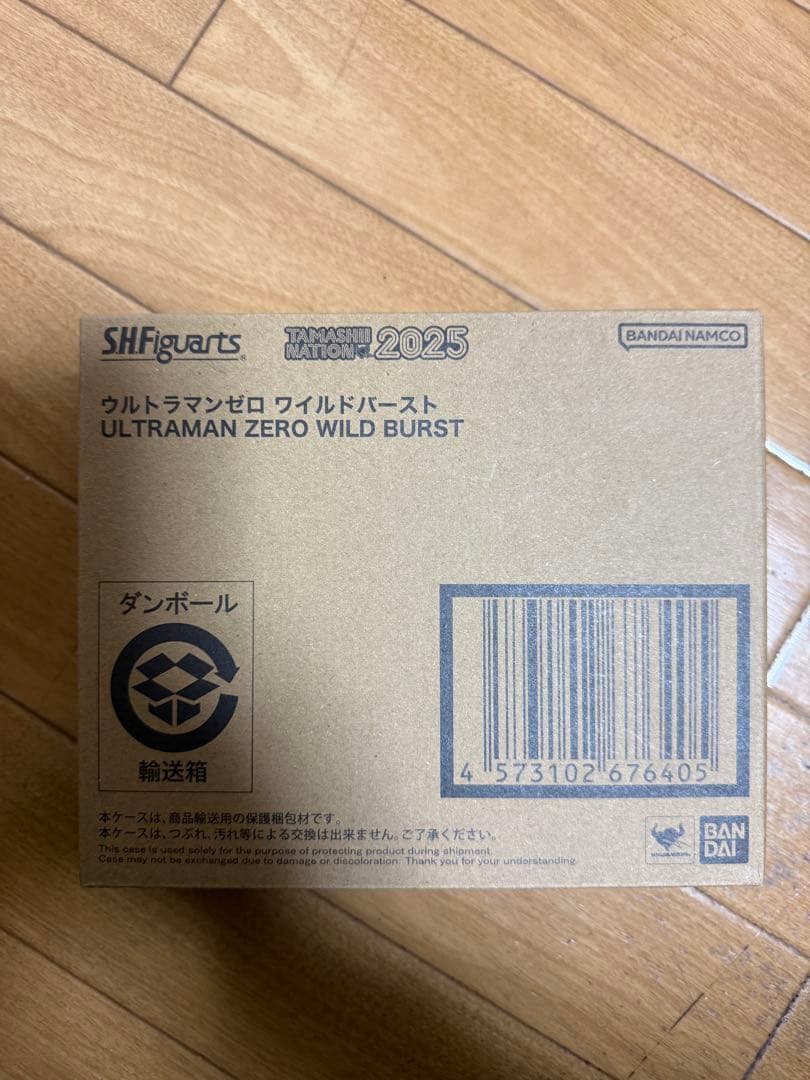 S.H.Figuarts
TAMASHII NATION 2025
BANDAI NAMCO
ウルトラマンゼロ ワイルドバースト
ULTRAMAN ZERO WILD BURST
ダンボール
輸送箱
4 573102 676405
本ケースは、商品輸送用の保護梱包材です。
本ケースは、つぶれ、汚れ等による交換は出来ません。ご了承ください。
This case is used solely for the purpose of protecting product during shipment.
Case may not be exchanged due to damage or discoloration. Thank you for your understanding.
BAN
DAI